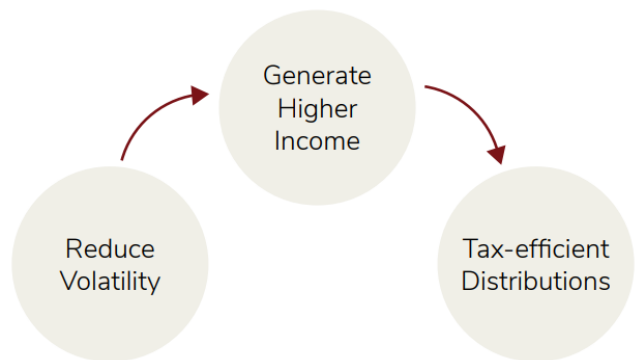 Generate
Higher
Income
Reduce
Volatility
Tax-efficient
Distributions